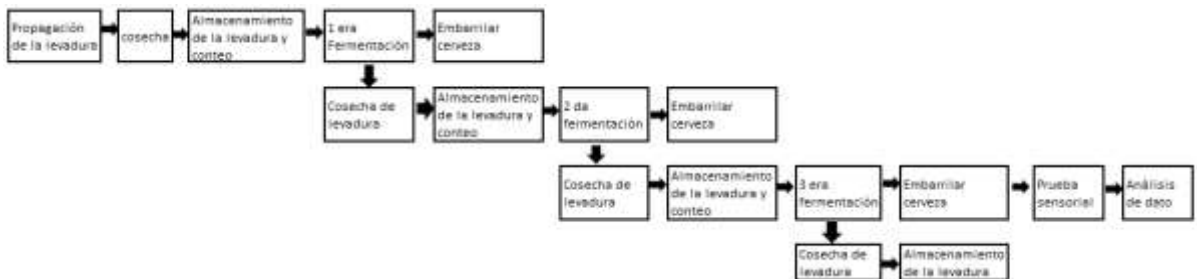 Propagación
de la levadura
cosecha
Almacenamiento
de la levadura y
conteo
1 era
Fermentación
Embarrilar
cerveza
Cosecha de
levadura
Almacenamiento
de la levadura y
conteo
2 da
fermentación
Embarrilar
cerveza
Cosecha de
levadura
Almacenamiento
de la levadura y
conteo
3 era
fermentación
Embarrilar
cerveza
Prueba
sensorial
Análisis
de dato
Cosecha de
levadura
Almacenamiento
de la levadura